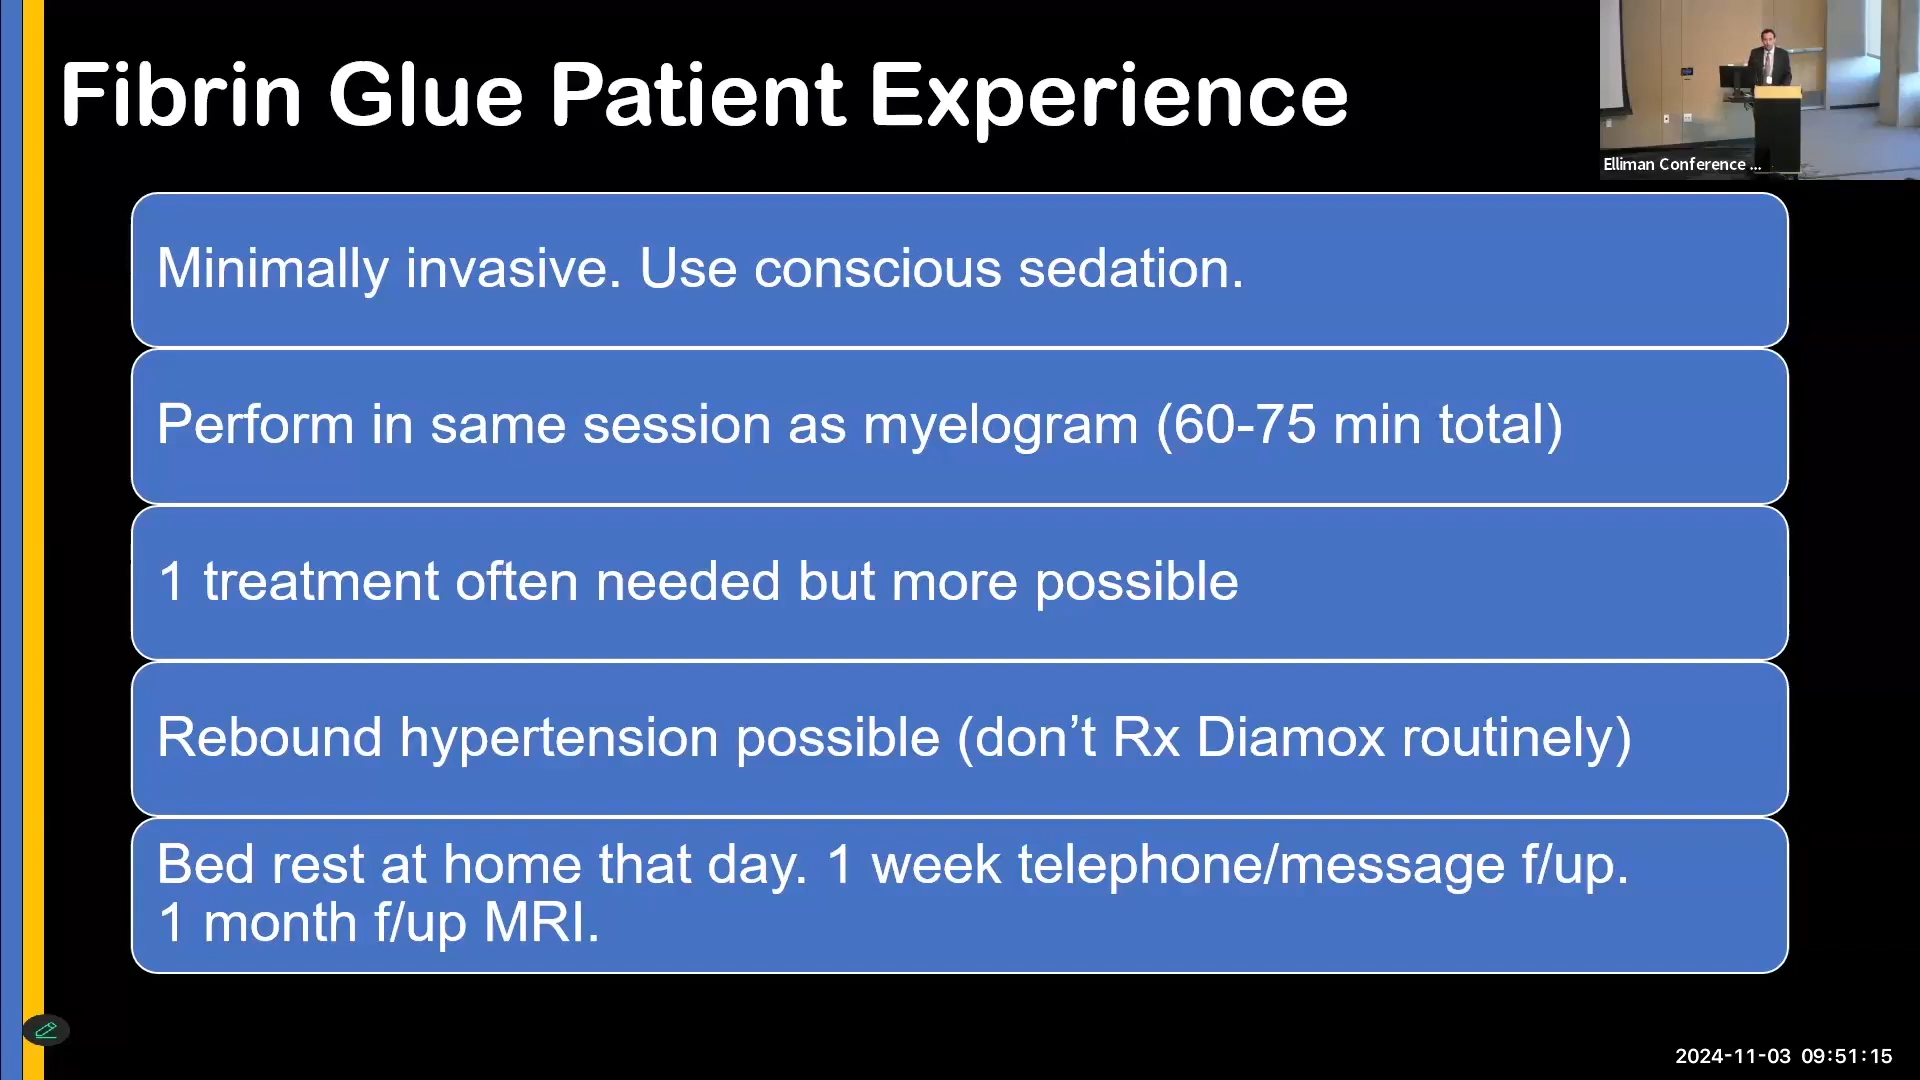 Fibrin Glue Patient Experience
Elliman Conference ...
Minimally invasive. Use conscious sedation.
Perform in same session as myelogram (60-75 min total)
1 treatment often needed but more possible
Rebound hypertension possible (don’t Rx Diamox routinely)
Bed rest at home that day. 1 week telephone/message f/up.
1 month f/up MRI.
2024-11-03 09:51:15